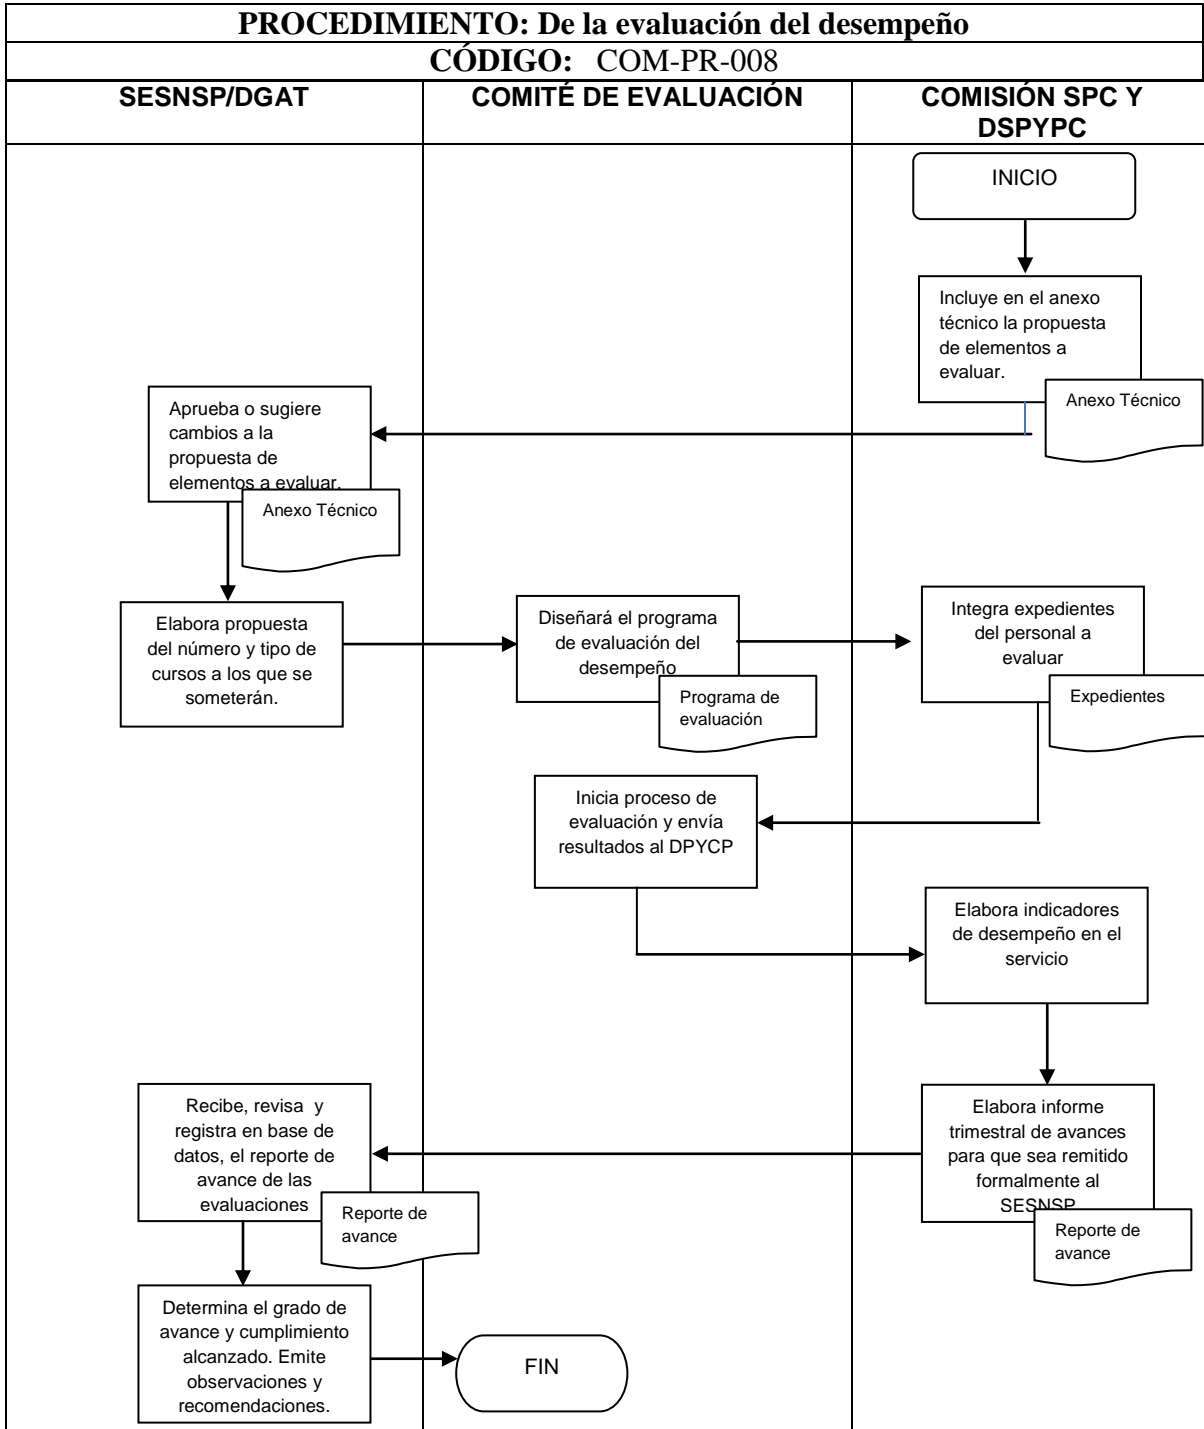 PROCEDIMIENTO: De la evaluación del desempeño
CÓDIGO: COM-PR-008
SESNSP/DGAT
COMITÉ DE EVALUACIÓN
COMISIÓN SPC Y
DSPYPC
INICIO
Incluye en el anexo
técnico la propuesta
de elementos a
evaluar.
Anexo Técnico
Aprueba o sugiere
cambios a la
propuesta de
elementos a evaluar.
Anexo Técnico
Elabora propuesta
del número y tipo de
cursos a los que se
someterán.
Diseñará el programa
de evaluación del
desempeño
Programa de
evaluación
Integra expedientes
del personal a
evaluar
Expedientes
Inicia proceso de
evaluación y envía
resultados al DPYCP
Elabora indicadores
de desempeño en el
servicio
Elabora informe
trimestral de avances
para que sea remitido
formalmente al
SESNSP
Reporte de
avance
Recibe, revisa y
registra en base de
datos, el reporte de
avance de las
evaluaciones
Reporte de
avance
Determina el grado de
avance y cumplimiento
alcanzado. Emite
observaciones y
recomendaciones.
FIN